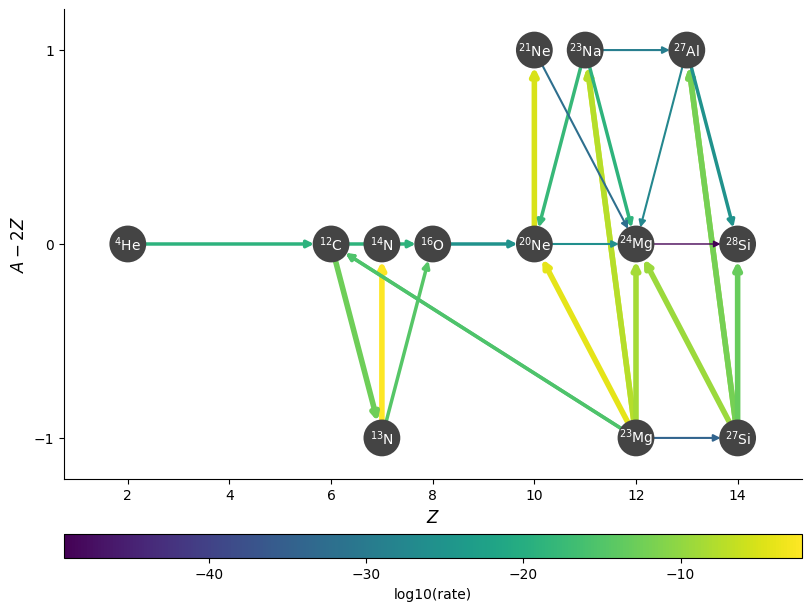 1
²¹Ne ²³Na ²⁷Al
A − 2Z
0
⁴He ¹²C ¹⁴N ¹⁶O ²⁰Ne ²⁴Mg ²⁸Si
−1
¹³N ²³Mg ²⁷Si
2 4 6 8 10 12 14
Z
−40 −30 −20 −10
log10(rate)